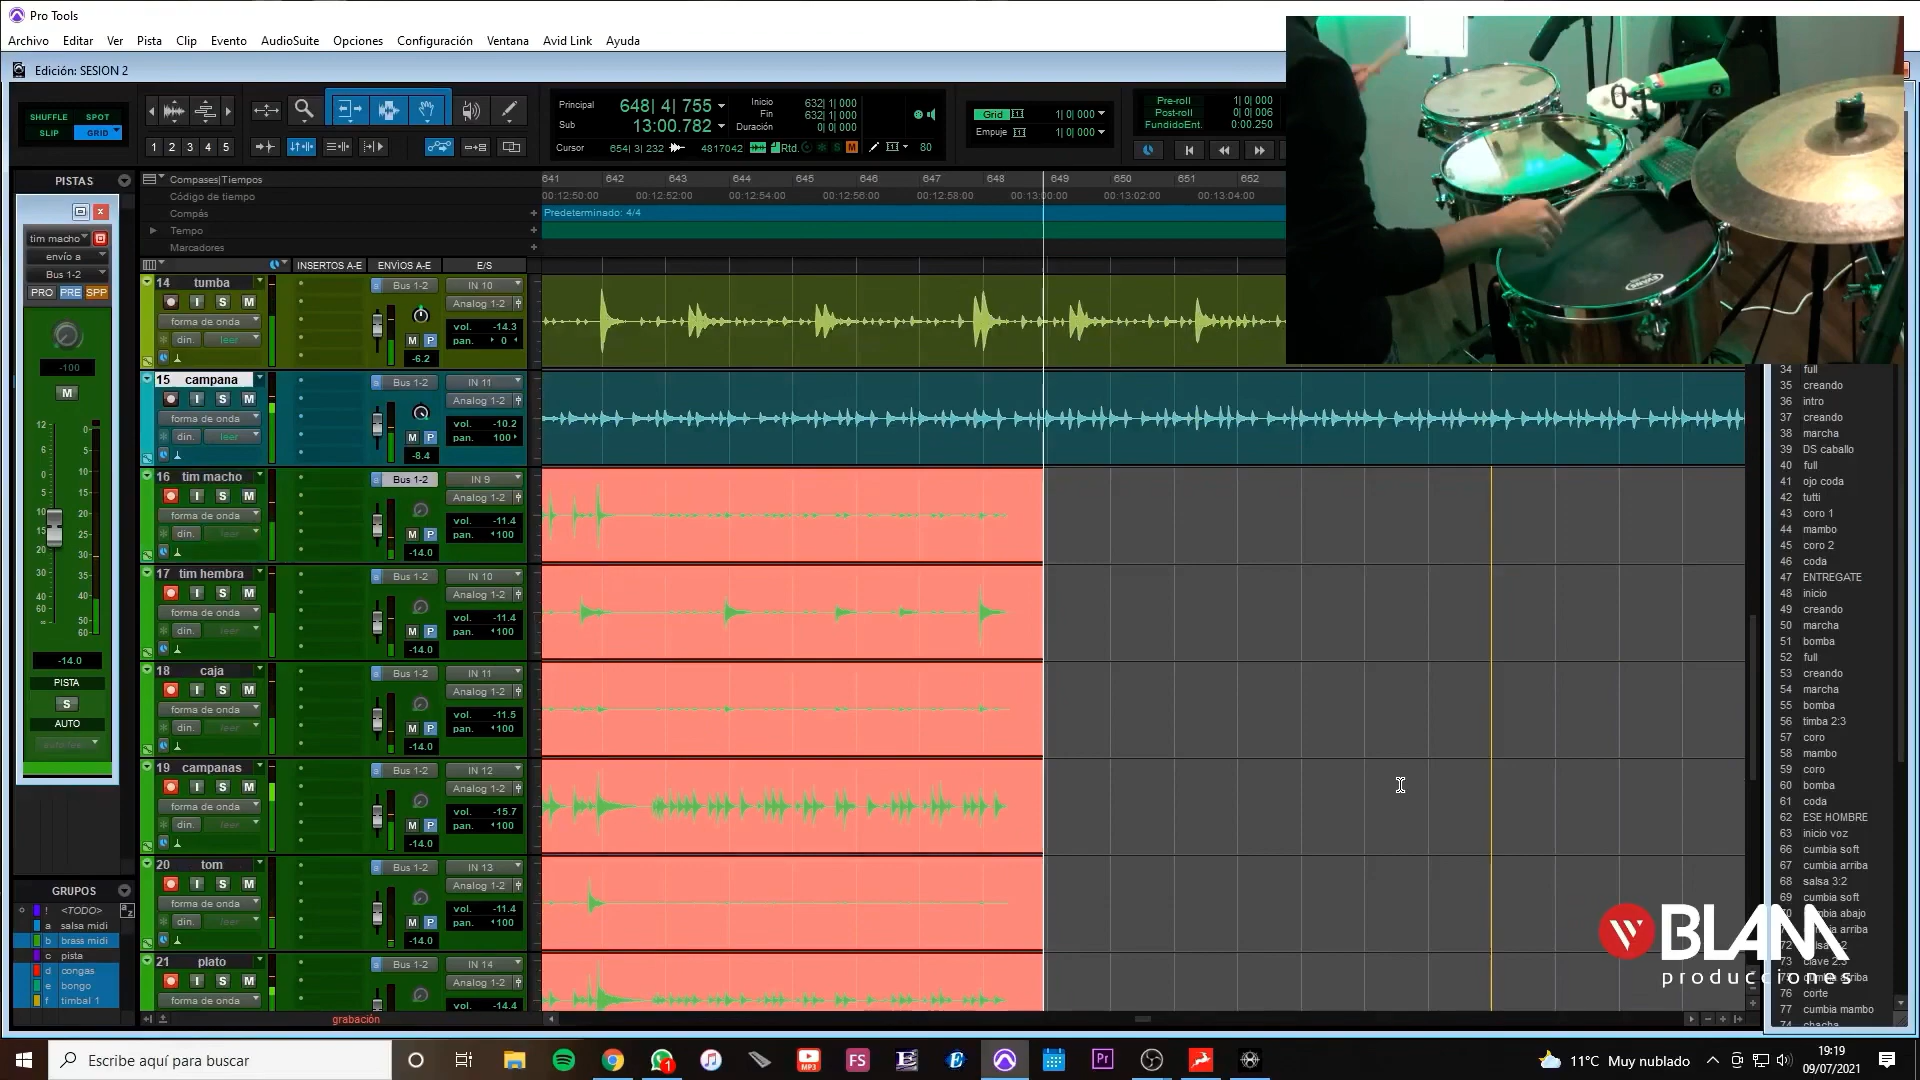 Pro Tools
Archivo Editar Ver Pista Clip Evento AudioSuite Opciones Configuración Ventana Avid Link Ayuda
Edición: SESION 2
SHUFFLE SPOT
SLIP GRID
1 2 3 4 5
Principal 648| 4| 755
Sub 13:00.782
Inicio 632| 1| 000
Fin 632| 1| 000
Duración 0| 0| 000
Cursor 654| 3| 232 4817042 Rtd. M 80
Grid 1| 0| 000
Empuje 1| 0| 000
Pre-roll 1| 0| 000
Post-roll 0| 0| 006
FundidoEnt. 0:00.250
PISTAS
Compases|Tiempos 641 642 643 644 645 646 647 648 649 650 651 652
Código de tiempo 00:12:50:00 00:12:52:00 00:12:54:00 00:12:56:00 00:12:58:00 00:13:00:00 00:13:02:00 00:13:04:00
Compás Predeterminado: 4/4
Tempo
Marcadores
INSERTOS A-E ENVÍOS A-E E/S
tim macho
envío a
Bus 1-2
PRO PRE SPP
-100
M
-14.0
PISTA
S
AUTO
14 tumba Bus 1-2 IN 10
I S M Analog 1-2
forma de onda vol. -14.3
din. leer M P pan. 0
-6.2
15 campana Bus 1-2 IN 11
I S M Analog 1-2
forma de onda vol. -10.2
din. leer M P pan. 100
-8.4
16 tim macho Bus 1-2 IN 9
I S M Analog 1-2
forma de onda vol. -11.4
din. leer M P pan. 100
-14.0
17 tim hembra Bus 1-2 IN 10
I S M Analog 1-2
forma de onda vol. -11.4
din. leer M P pan. 100
-14.0
18 caja Bus 1-2 IN 11
I S M Analog 1-2
forma de onda vol. -11.5
din. leer M P pan. 100
-14.0
19 campanas Bus 1-2 IN 12
I S M Analog 1-2
forma de onda vol. -15.7
din. leer M P pan. 100
-14.0
20 tom Bus 1-2 IN 13
I S M Analog 1-2
forma de onda vol. -11.4
din. leer M P pan. 100
-14.0
21 plato Bus 1-2 IN 14
I S M Analog 1-2
forma de onda vol. -14.4
grabación
GRUPOS
! <TODO>
a salsa midi
b brass midi
c pista
d congas
e bongo
f timbal 1
EVANS
34 full
35 creando
36 intro
37 creando
38 marcha
39 DS caballo
40 full
41 ojo coda
42 tutti
43 coro 1
44 mambo
45 coro 2
46 coda
47 ENTREGATE
48 inicio
49 creando
50 marcha
51 bomba
52 full
53 creando
54 marcha
55 bomba
56 timba 2:3
57 coro
58 mambo
59 coro
60 bomba
61 coda
62 ESE HOMBRE
63 inicio voz
66 cumbia soft
67 cumbia arriba
68 salsa 3:2
69 cumbia soft
73 clave 2:3
76 corte
77 cumbia mambo
74 chacha
BLAM
producciones
Escribe aquí para buscar
1
MP3
FS
Pr
11°C Muy nublado
19:19
09/07/2021